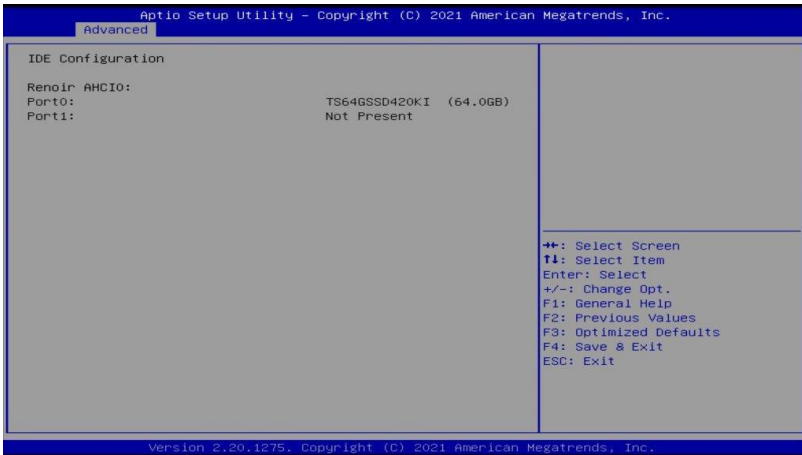 Aptio Setup Utility – Copyright (C) 2021 American Megatrends, Inc.
Advanced
IDE Configuration
Renoir AHCI0:
Port0: TS64GSSD420KI (64.0GB)
Port1: Not Present
→←: Select Screen
↑↓: Select Item
Enter: Select
+/-: Change Opt.
F1: General Help
F2: Previous Values
F3: Optimized Defaults
F4: Save & Exit
ESC: Exit
Version 2.20.1275. Copyright (C) 2021 American Megatrends, Inc.